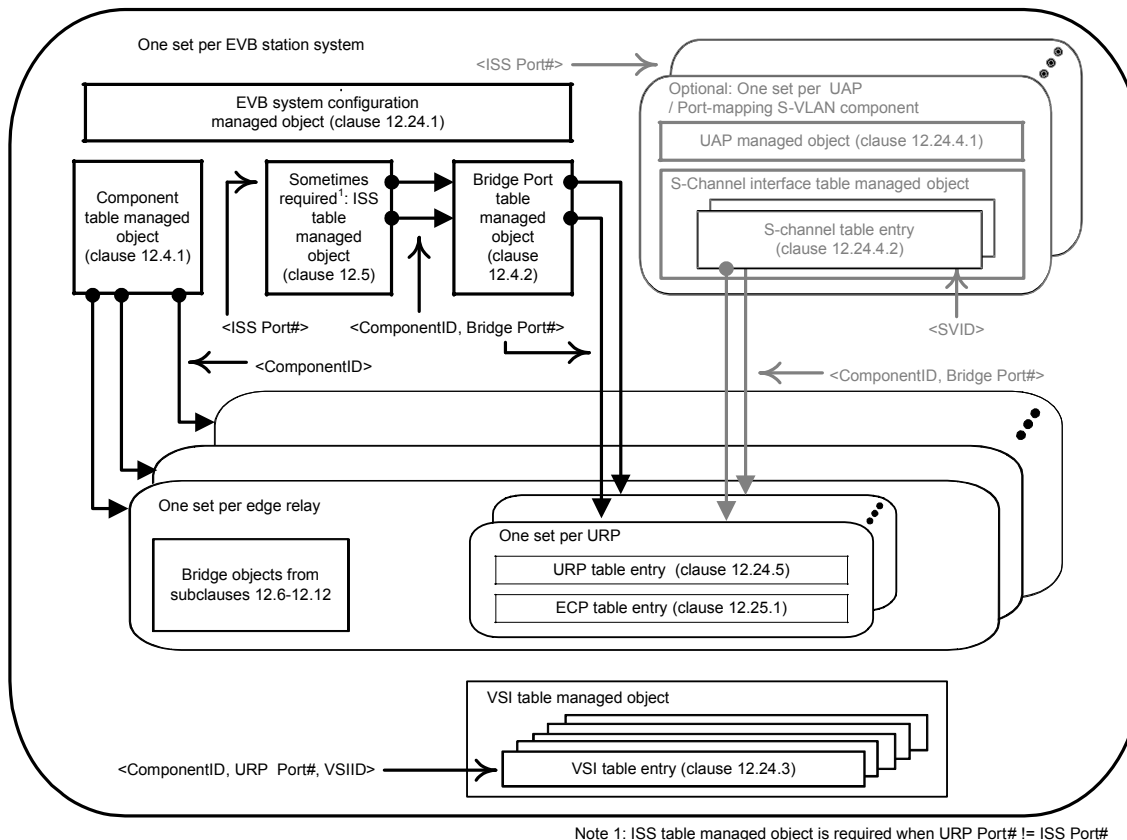 One set per EVB station system
<ISS Port#>
EVB system configuration
managed object (clause 12.24.1)
Optional: One set per UAP
/ Port-mapping S-VLAN component
UAP managed object (clause 12.24.4.1)
Component
table managed
object
(clause 12.4.1)
Sometimes
required1: ISS
table
managed
object
(clause 12.5)
Bridge Port
table
managed
object
(clause
12.4.2)
S-Channel interface table managed object
S-channel table entry
(clause 12.24.4.2)
<ISS Port#>
<ComponentID, Bridge Port#>
<SVID>
<ComponentID>
<ComponentID, Bridge Port#>
One set per edge relay
Bridge objects from
subclauses 12.6-12.12
One set per URP
URP table entry (clause 12.24.5)
ECP table entry (clause 12.25.1)
VSI table managed object
<ComponentID, URP Port#, VSIID>
VSI table entry (clause 12.24.3)
Note 1: ISS table managed object is required when URP Port# != ISS Port#